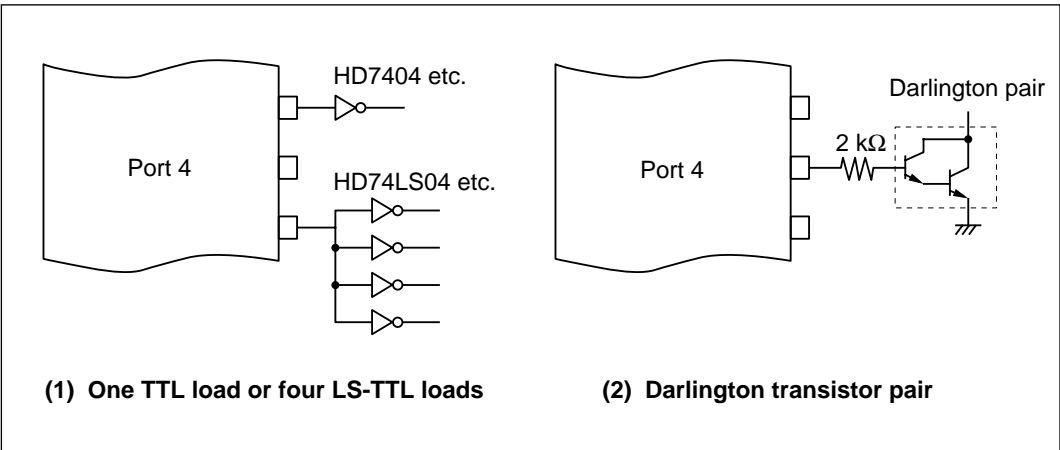 HD7404 etc.
Port 4
HD74LS04 etc.
(1) One TTL load or four LS-TTL loads
Darlington pair
2 kΩ
Port 4
(2) Darlington transistor pair